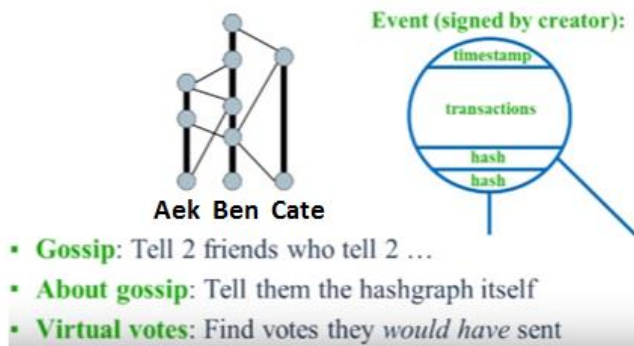 Event (signed by creator):
timestamp
transactions
hash
hash
Aek Ben Cate
▪ Gossip: Tell 2 friends who tell 2 ...
▪ About gossip: Tell them the hashgraph itself
▪ Virtual votes: Find votes they would have sent